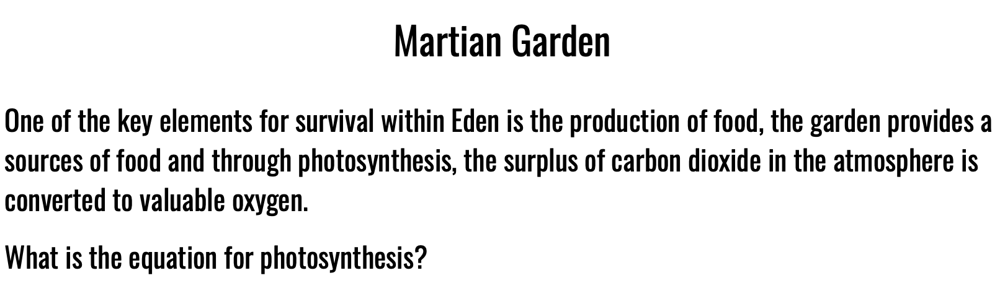 Martian Garden
One of the key elements for survival within Eden is the production of food, the garden provides a
sources of food and through photosynthesis, the surplus of carbon dioxide in the atmosphere is
converted to valuable oxygen.
What is the equation for photosynthesis?